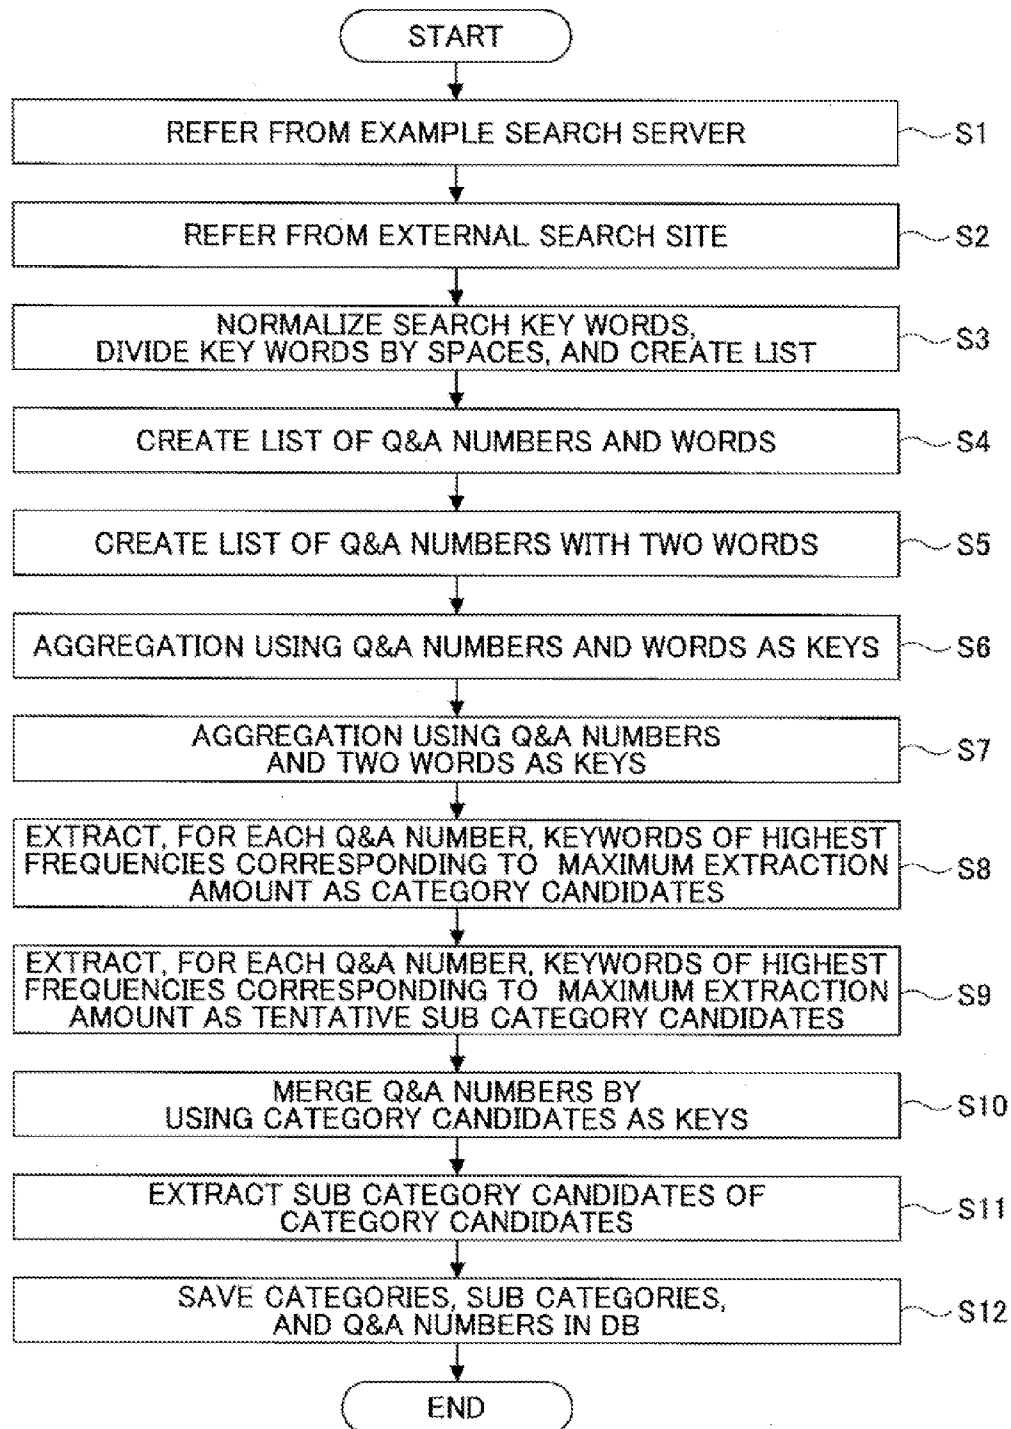 START
REFER FROM EXAMPLE SEARCH SERVER
S1
REFER FROM EXTERNAL SEARCH SITE
S2
NORMALIZE SEARCH KEY WORDS,
DIVIDE KEY WORDS BY SPACES, AND CREATE LIST
S3
CREATE LIST OF Q&A NUMBERS AND WORDS
S4
CREATE LIST OF Q&A NUMBERS WITH TWO WORDS
S5
AGGREGATION USING Q&A NUMBERS AND WORDS AS KEYS
S6
AGGREGATION USING Q&A NUMBERS
AND TWO WORDS AS KEYS
S7
EXTRACT, FOR EACH Q&A NUMBER, KEYWORDS OF HIGHEST
FREQUENCIES CORRESPONDING TO MAXIMUM EXTRACTION
AMOUNT AS CATEGORY CANDIDATES
S8
EXTRACT, FOR EACH Q&A NUMBER, KEYWORDS OF HIGHEST
FREQUENCIES CORRESPONDING TO MAXIMUM EXTRACTION
AMOUNT AS TENTATIVE SUB CATEGORY CANDIDATES
S9
MERGE Q&A NUMBERS BY
USING CATEGORY CANDIDATES AS KEYS
S10
EXTRACT SUB CATEGORY CANDIDATES OF
CATEGORY CANDIDATES
S11
SAVE CATEGORIES, SUB CATEGORIES,
AND Q&A NUMBERS IN DB
S12
END